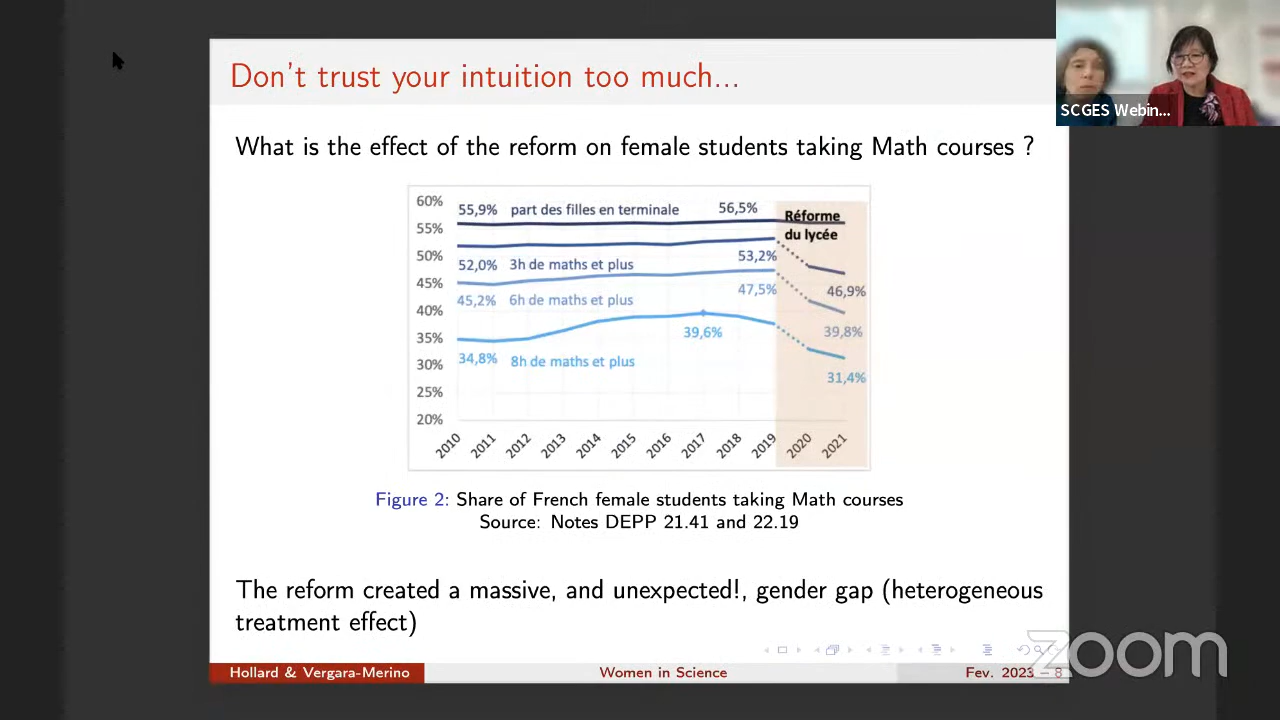 Don't trust your intuition too much...
SCGES Webin...
What is the effect of the reform on female students taking Math courses ?
60%
55%
50%
45%
40%
35%
30%
25%
20%
55,9% part des filles en terminale 56,5%
Réforme
du lycée
52,0% 3h de maths et plus 53,2%
46,9%
45,2% 6h de maths et plus 47,5%
39,8%
39,6%
34,8% 8h de maths et plus
31,4%
2010 2011 2012 2013 2014 2015 2016 2017 2018 2019 2020 2021
Figure 2: Share of French female students taking Math courses
Source: Notes DEPP 21.41 and 22.19
The reform created a massive, and unexpected!, gender gap (heterogeneous
treatment effect)
Hollard & Vergara-Merino Women in Science Fev. 2023 8
zoom